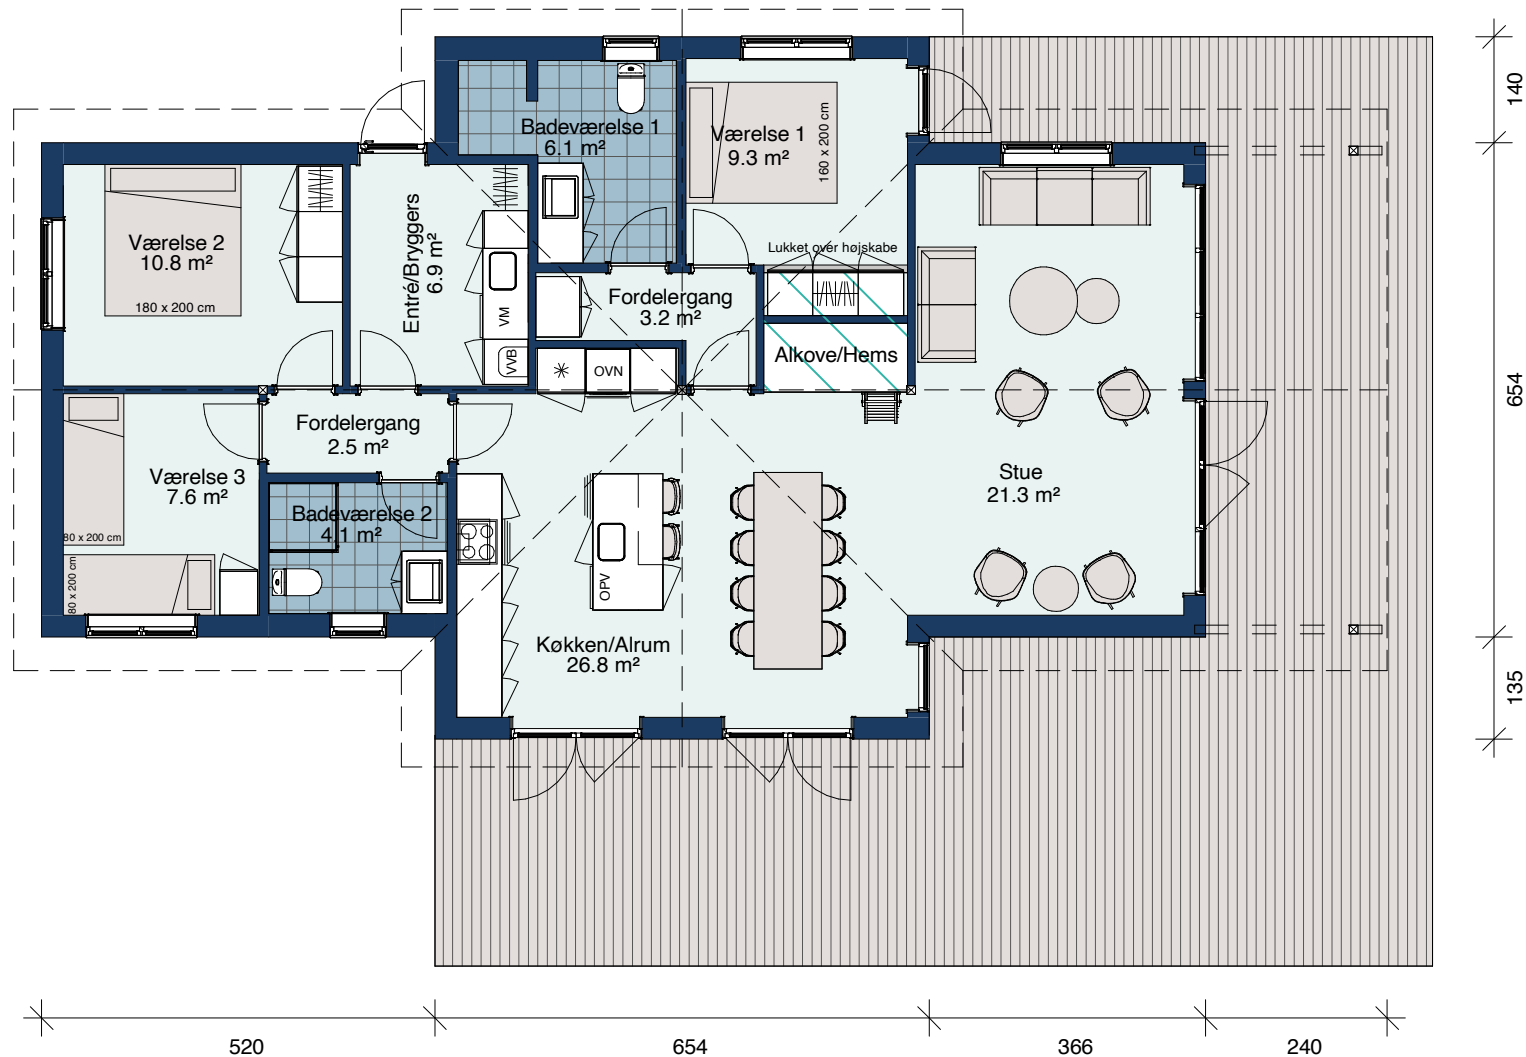 140
Badeværelse 1
6.1 m²
Værelse 1
9.3 m²
160 x 200 cm
Værelse 2
10.8 m²
180 x 200 cm
Entré/Bryggers
6.9 m²
VM
VVB
Lukket over højskabe
Fordelergang
3.2 m²
Alkove/Hems
OVN
654
Fordelergang
2.5 m²
Værelse 3
7.6 m²
80 x 200 cm
80 x 200 cm
Badeværelse 2
4.1 m²
Stue
21.3 m²
OPV
Køkken/Alrum
26.8 m²
135
520
654
366
240